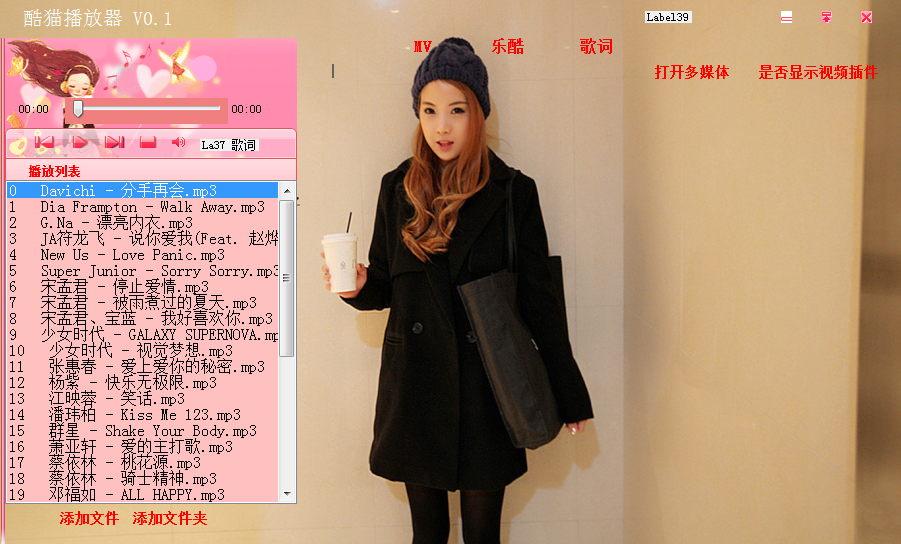 酷猫播放器 V0.1
Label39
MV 乐酷 歌词
打开多媒体 是否显示视频插件
00:00 00:00
La37 歌词
播放列表
0 Davichi - 分手再会.mp3
1 Dia Frampton - Walk Away.mp3
2 G.Na - 漂亮内衣.mp3
3 JA符龙飞 - 说你爱我(Feat. 赵烨
4 New Us - Love Panic.mp3
5 Super Junior - Sorry Sorry.mp3
6 宋孟君 - 停止爱情.mp3
7 宋孟君 - 被雨煮过的夏天.mp3
8 宋孟君、宝蓝 - 我好喜欢你.mp3
9 少女时代 - GALAXY SUPERNOVA.mp
10 少女时代 - 视觉梦想.mp3
11 张惠春 - 爱上爱你的秘密.mp3
12 杨紫 - 快乐无极限.mp3
13 江映蓉 - 笑话.mp3
14 潘玮柏 - Kiss Me 123.mp3
15 群星 - Shake Your Body.mp3
16 萧亚轩 - 爱的主打歌.mp3
17 蔡依林 - 桃花源.mp3
18 蔡依林 - 骑士精神.mp3
19 邓福如 - ALL HAPPY.mp3
添加文件 添加文件夹